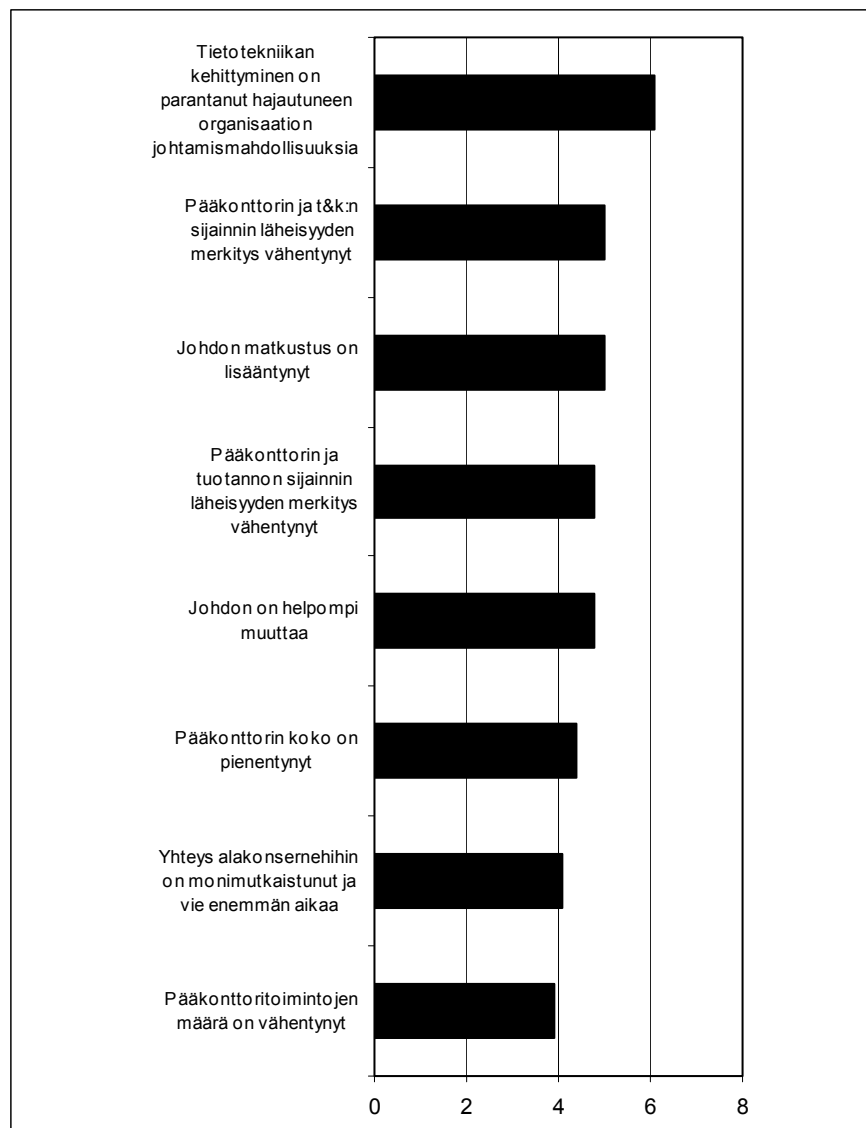 Tietotekniikan
kehittyminen on
parantanut hajautuneen
organisaation
johtamismahdollisuuksia
Pääkonttorin ja t&k:n
sijainnin läheisyyden
merkitys vähentynyt
Johdon matkustus on
lisääntynyt
Pääkonttorin ja
tuotannon sijainnin
läheisyyden merkitys
vähentynyt
Johdon on helpompi
muuttaa
Pääkonttorin koko on
pienentynyt
Yhteys alakonsernehihin
on monimutkaistunut ja
vie enemmän aikaa
Pääkonttoritoimintojen
määrä on vähentynyt
0 2 4 6 8